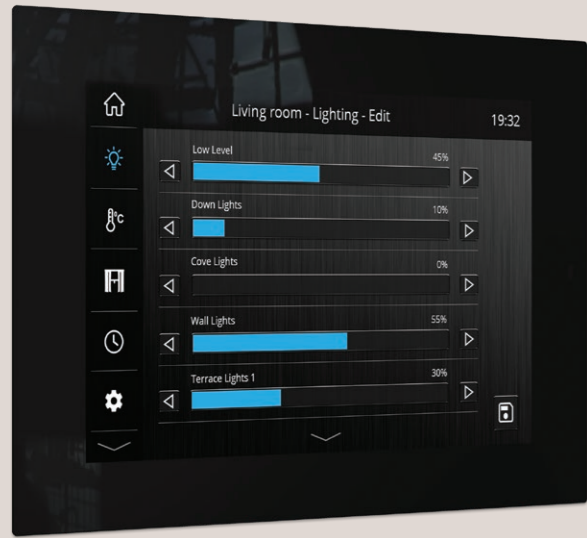 Living room - Lighting - Edit
19:32
Low Level
45%
Down Lights
10%
°C
Cove Lights
0%
Wall Lights
55%
Terrace Lights 1
30%